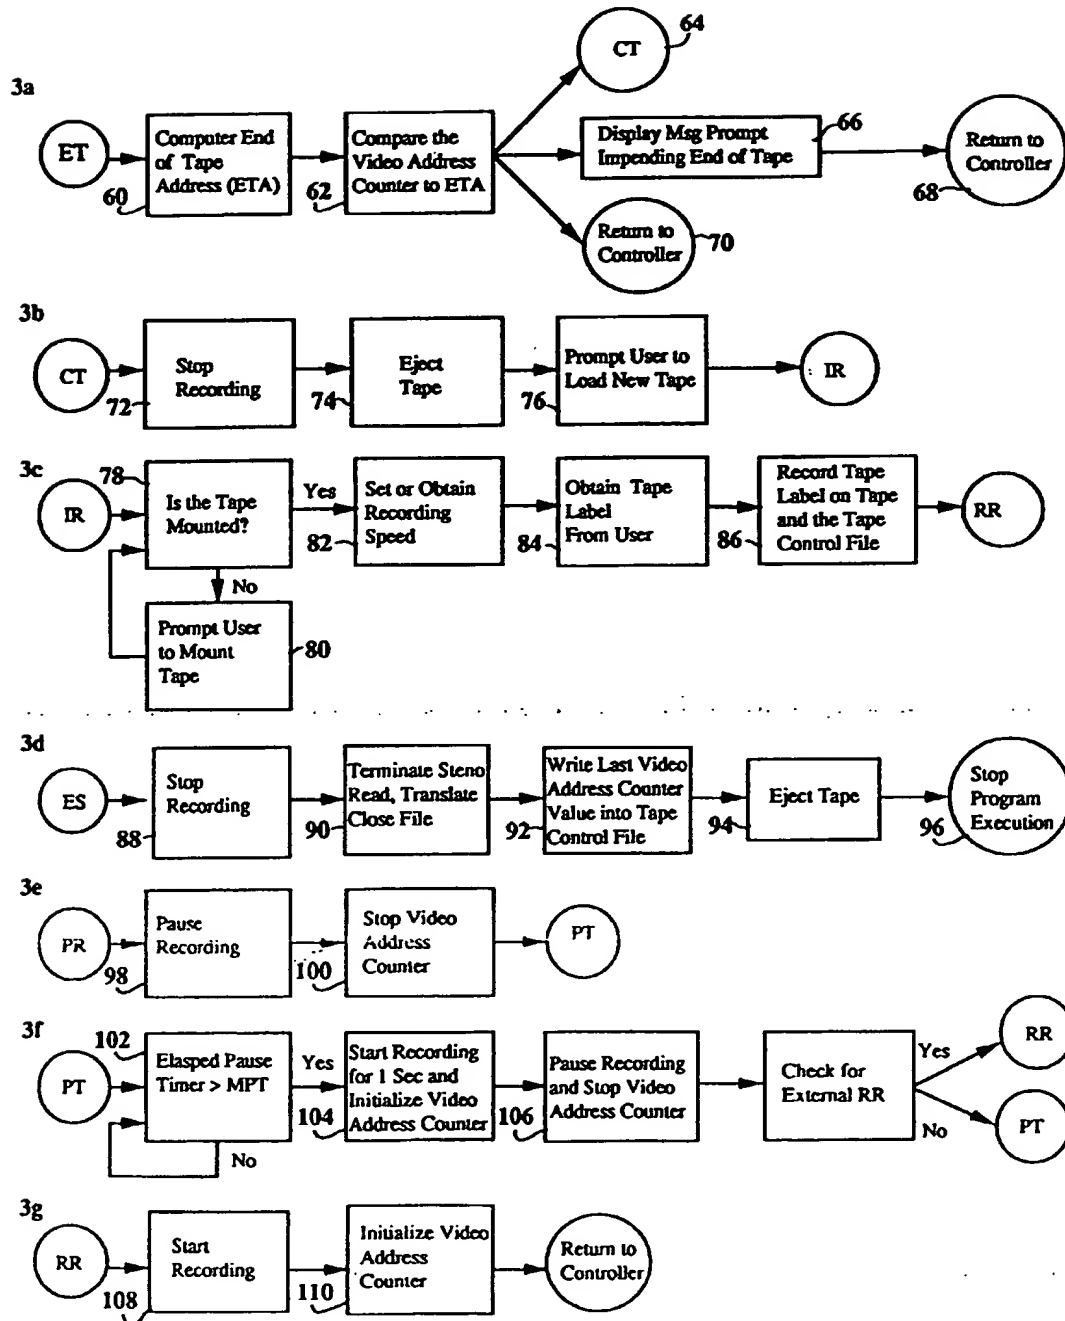 3a
ET
Computer End
of Tape
Address (ETA)
60
Compare the
Video Address
Counter to ETA
62
CT
64
Display Msg Prompt
Impending End of Tape
66
Return to
Controller
68
Return to
Controller
70
3b
CT
Stop
Recording
72
Eject
Tape
74
Prompt User to
Load New Tape
76
IR
3c
IR
78
Is the Tape
Mounted?
Yes
No
Prompt User
to Mount
Tape
80
Set or Obtain
Recording
Speed
82
Obtain Tape
Label
From User
84
Record Tape
Label on Tape
and the Tape
Control File
86
RR
3d
ES
Stop
Recording
88
Terminate Steno
Read, Translate
Close File
90
Write Last Video
Address Counter
Value into Tape
Control File
92
Eject Tape
94
Stop
Program
Execution
96
3e
PR
Pause
Recording
98
Stop Video
Address
Counter
100
PT
3f
PT
102
Elasped Pause
Timer > MPT
Yes
No
Start Recording
for 1 Sec and
Initialize Video
Address Counter
104
Pause Recording
and Stop Video
Address Counter
106
Check for
External RR
Yes
No
RR
PT
3g
RR
Start
Recording
108
Initialize Video
Address
Counter
110
Return to
Controller